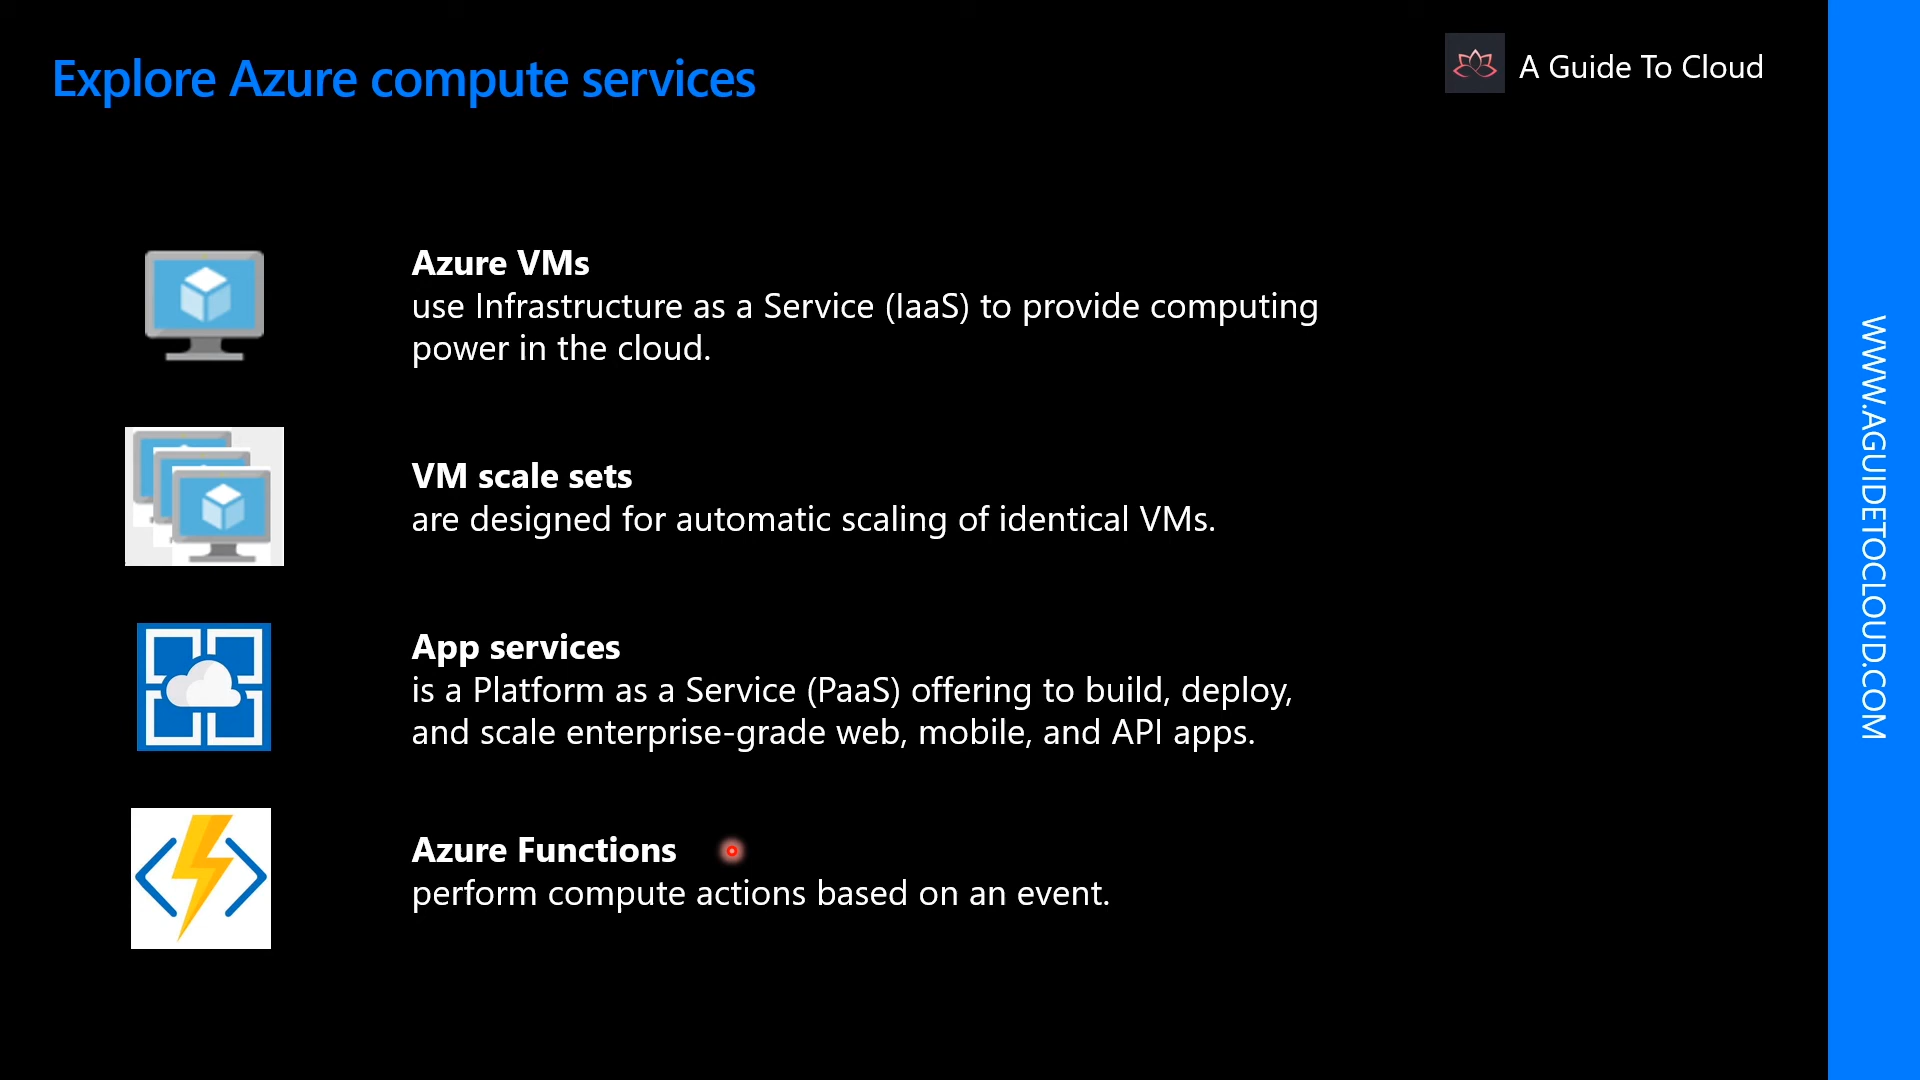 Explore Azure compute services
A Guide To Cloud
Azure VMs
use Infrastructure as a Service (IaaS) to provide computing
power in the cloud.
VM scale sets
are designed for automatic scaling of identical VMs.
App services
is a Platform as a Service (PaaS) offering to build, deploy,
and scale enterprise-grade web, mobile, and API apps.
Azure Functions
perform compute actions based on an event.
WWW.AGUIDETOCLOUD.COM